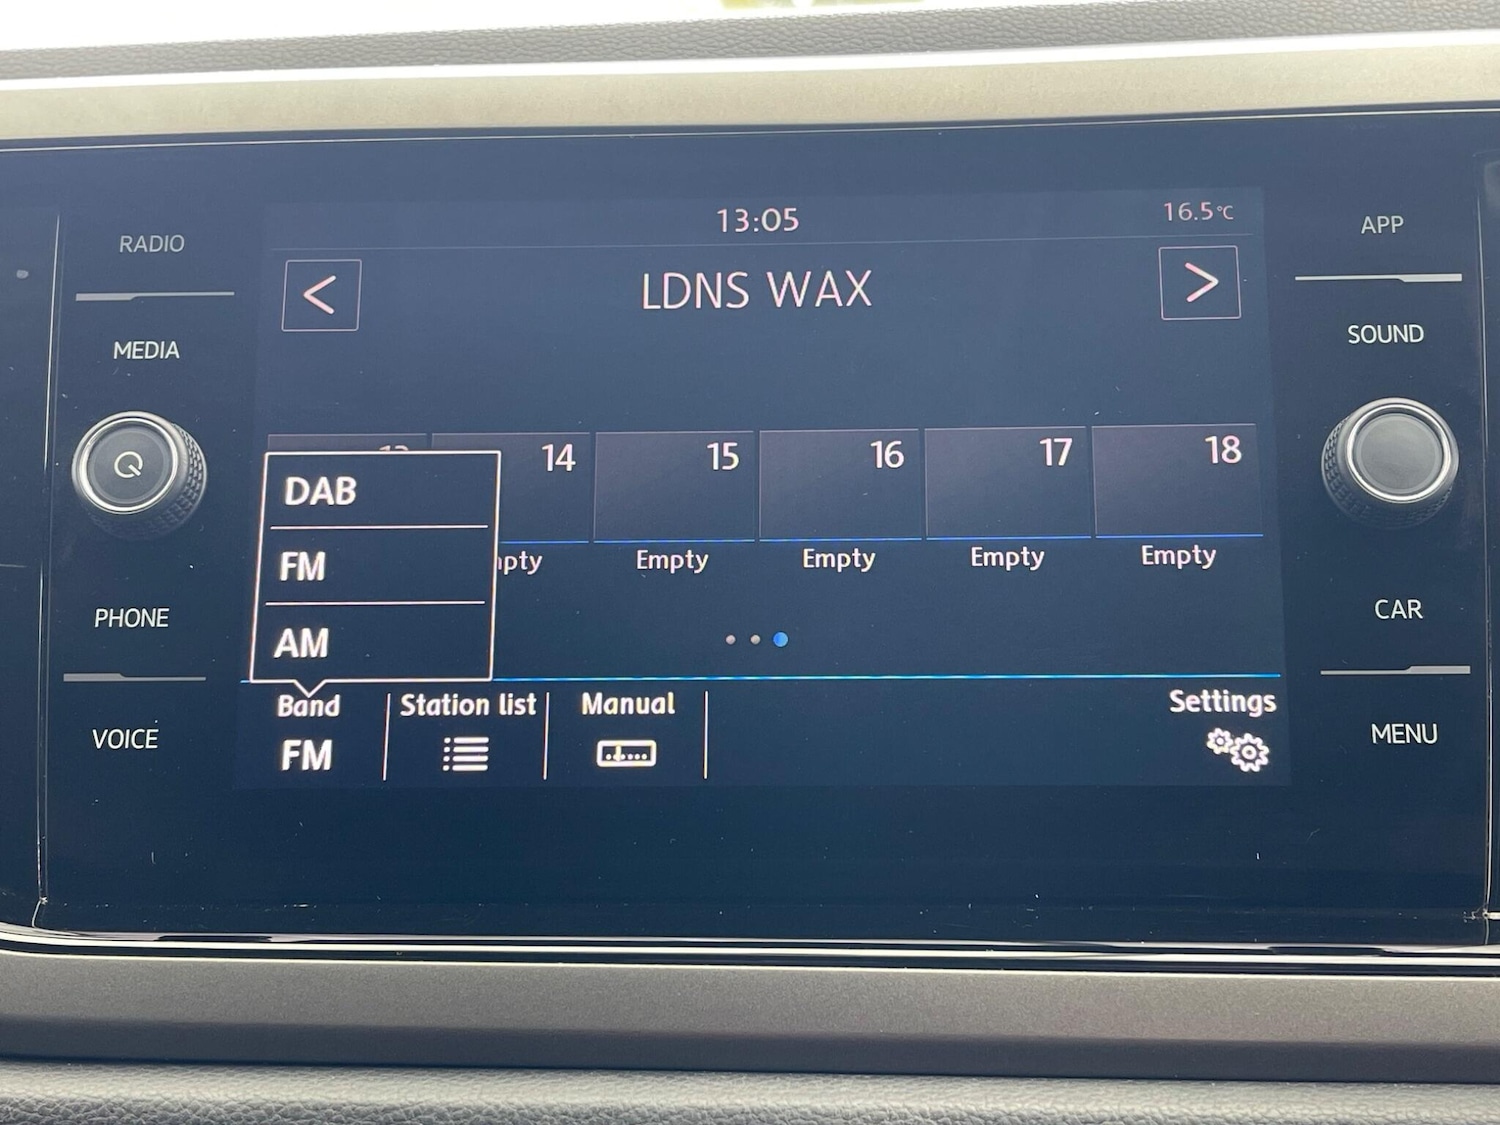 RADIO
MEDIA
PHONE
VOICE
13:05
16.5°C
<
LDNS WAX
>
14
15
16
17
18
Empty
Empty
Empty
Empty
DAB
FM
AM
Band
FM
Station list
Manual
Settings
APP
SOUND
CAR
MENU